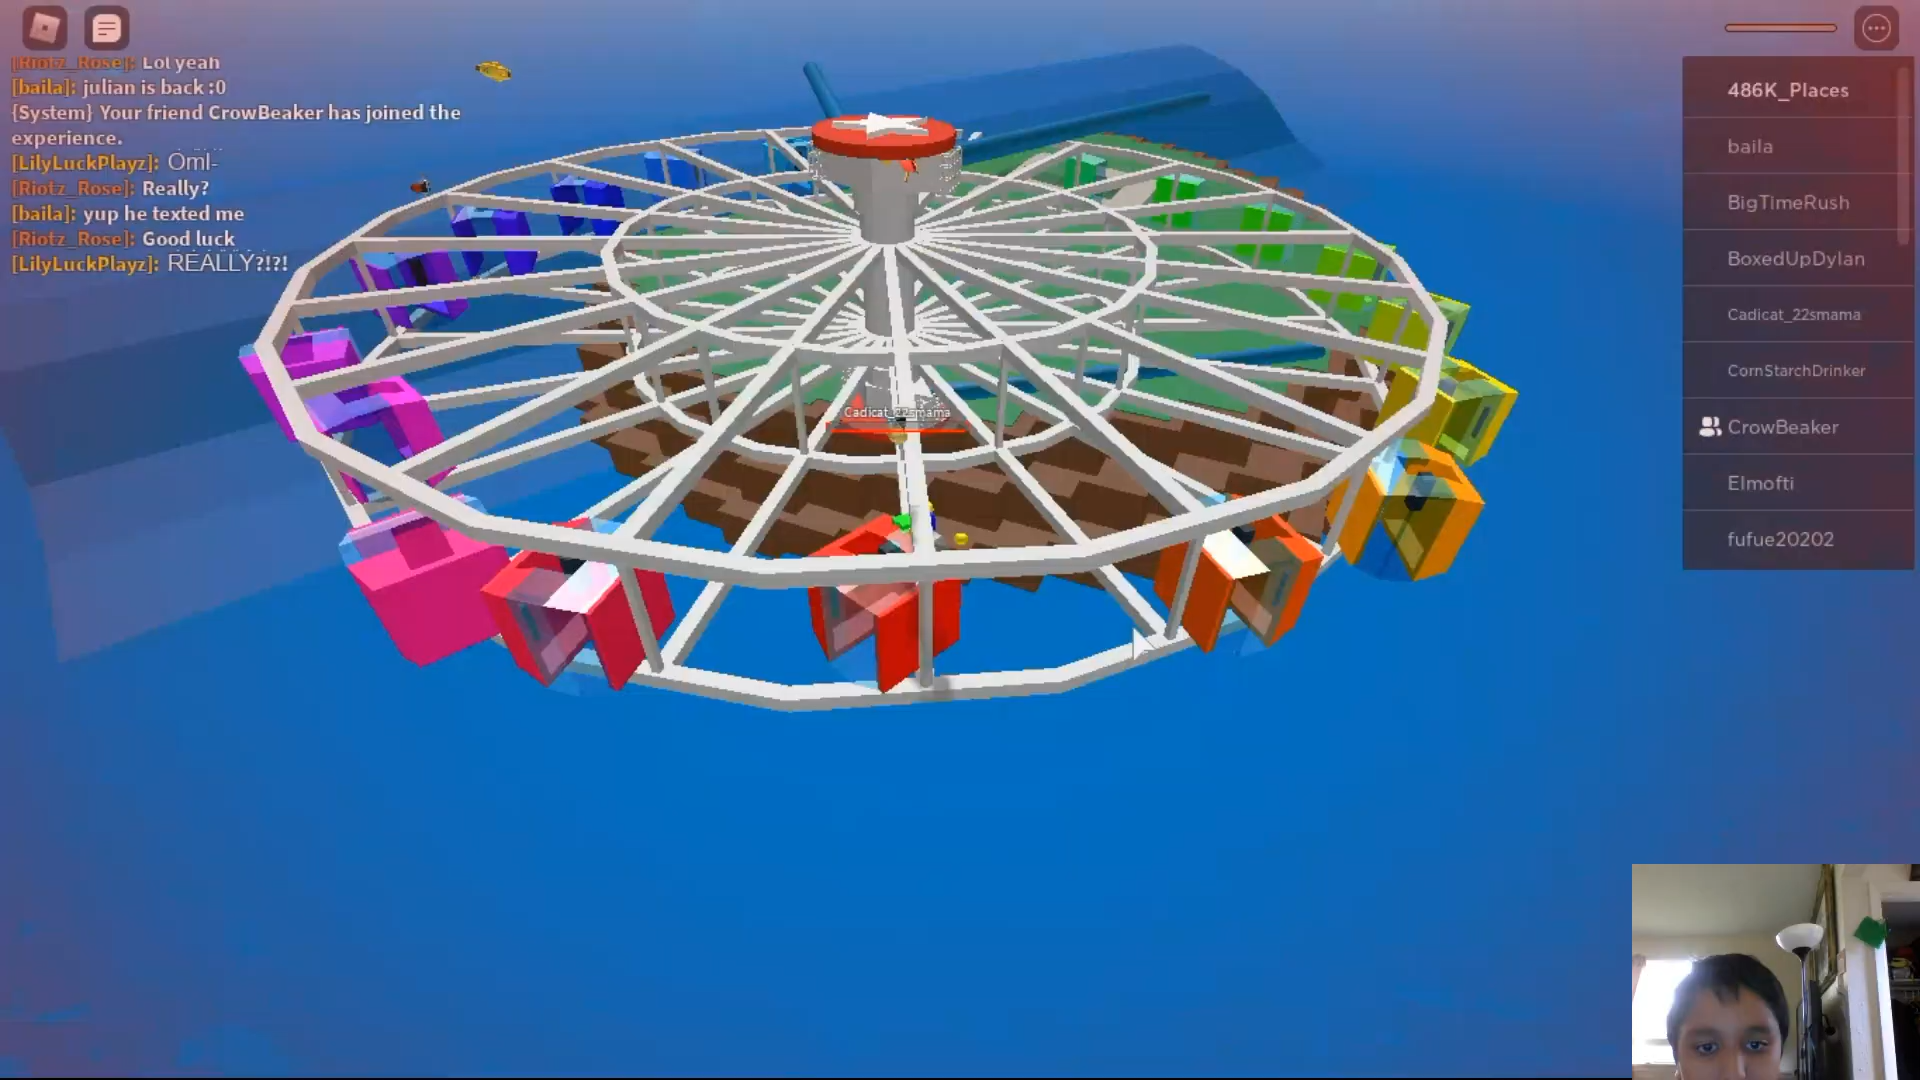 [Riotz_Rose]: Lol yeah
[baila]: julian is back :0
{System} Your friend CrowBeaker has joined the
experience.
[LilyLuckPlayz]: Oml-
[Riotz_Rose]: Really?
[baila]: yup he texted me
[Riotz_Rose]: Good luck
[LilyLuckPlayz]: REALLY?!?!
Cadicat_22smama
486K_Places
baila
BigTimeRush
BoxedUpDylan
Cadicat_22smama
CornStarchDrinker
CrowBeaker
Elmofti
fufue20202